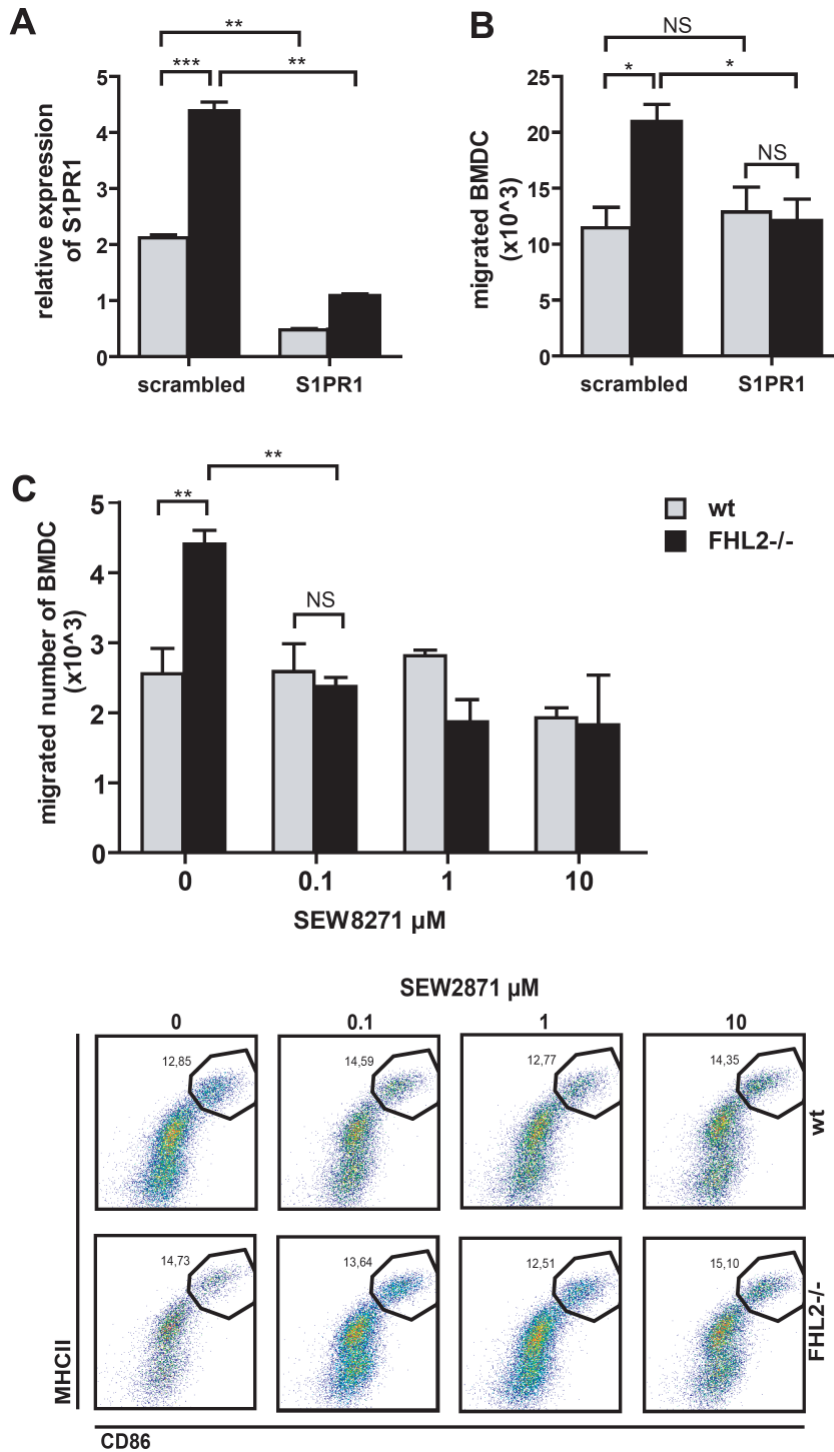 A
**
***
**
5
4
3
2
1
0
relative expression
of S1PR1
scrambled
S1PR1
B
NS
*
*
NS
25
20
15
10
5
0
migrated BMDC
(x10^3)
scrambled
S1PR1
C
**
**
NS
5
4
3
2
1
0
migrated number of BMDC
(x10^3)
0
0.1
1
10
SEW8271 µM
wt
FHL2-/-
SEW2871 µM
0
0.1
1
10
12,85
14,59
12,77
14,35
wt
14,73
13,64
12,51
15,10
FHL2-/-
MHCII
CD86